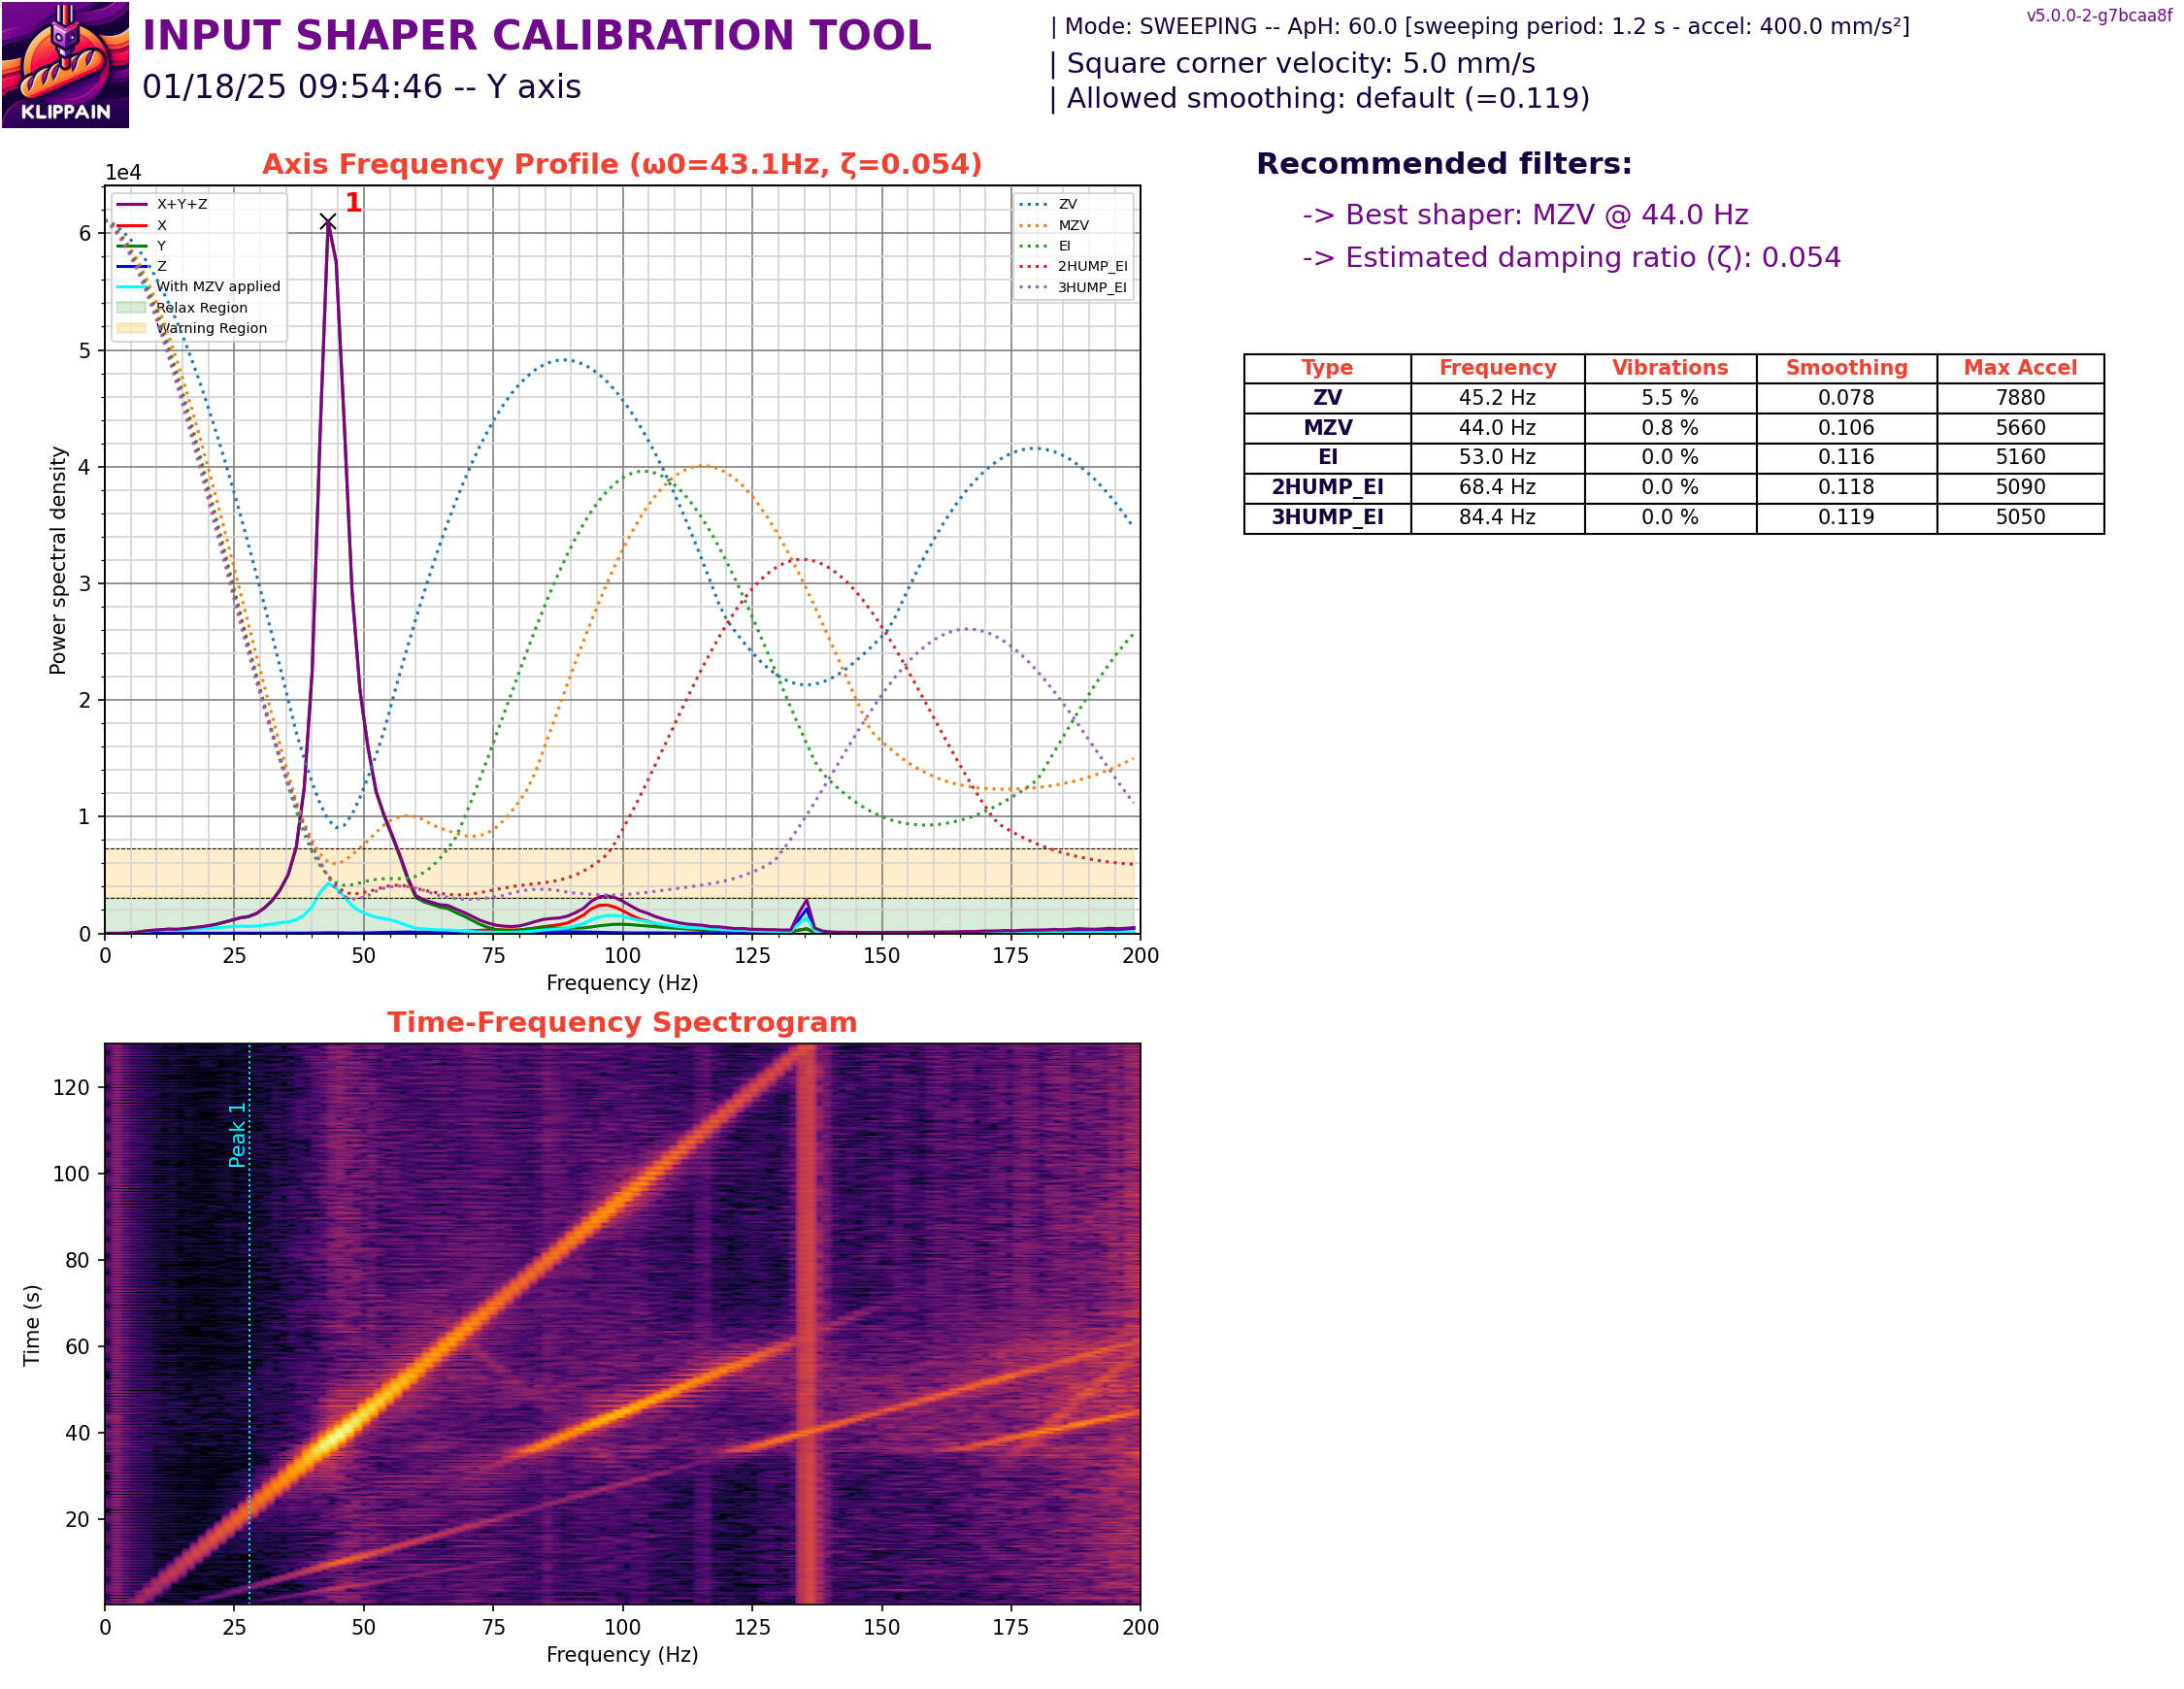 KLIPPAIN
INPUT SHAPER CALIBRATION TOOL
01/18/25 09:54:46 -- Y axis
| Mode: SWEEPING -- ApH: 60.0 [sweeping period: 1.2 s - accel: 400.0 mm/s²]
| Square corner velocity: 5.0 mm/s
| Allowed smoothing: default (=0.119)
v5.0.0-2-g7bcaa8f
Axis Frequency Profile (ω0=43.1Hz, ζ=0.054)
1e4
1
X+Y+Z
X
Y
Z
With MZV applied
Relax Region
Warning Region
ZV
MZV
EI
2HUMP_EI
3HUMP_EI
6
5
4
3
2
1
0
Power spectral density
0 25 50 75 100 125 150 175 200
Frequency (Hz)
Recommended filters:
-> Best shaper: MZV @ 44.0 Hz
-> Estimated damping ratio (ζ): 0.054
Type Frequency Vibrations Smoothing Max Accel
ZV 45.2 Hz 5.5 % 0.078 7880
MZV 44.0 Hz 0.8 % 0.106 5660
EI 53.0 Hz 0.0 % 0.116 5160
2HUMP_EI 68.4 Hz 0.0 % 0.118 5090
3HUMP_EI 84.4 Hz 0.0 % 0.119 5050
Time-Frequency Spectrogram
Peak 1
120
100
80
60
40
20
Time (s)
0 25 50 75 100 125 150 175 200
Frequency (Hz)